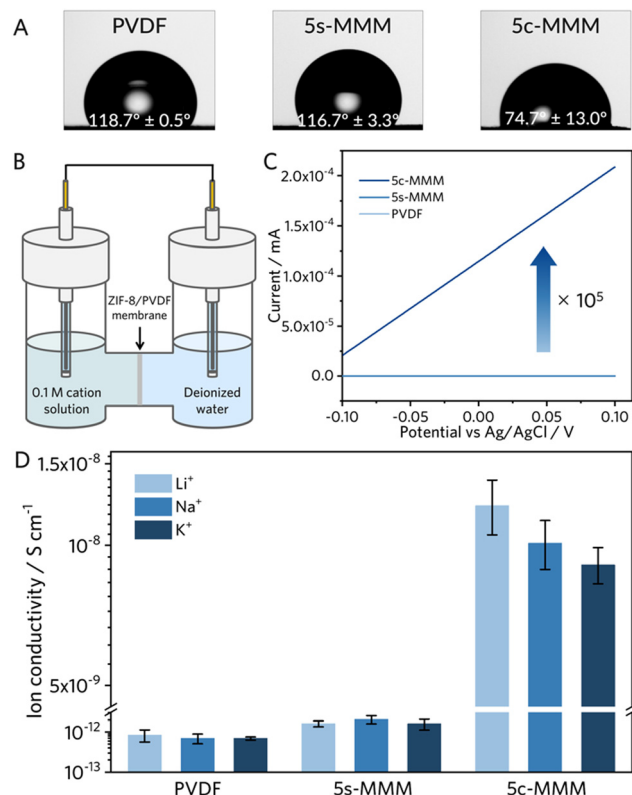 A
PVDF
5s-MMM
5c-MMM
118.7° ± 0.5°
116.7° ± 3.3°
74.7° ± 13.0°
B
ZIF-8/PVDF
membrane
0.1 M cation
solution
Deionized
water
C
5c-MMM
5s-MMM
PVDF
× 10⁵
Current / mA
2.0x10⁻⁴
1.5x10⁻⁴
1.0x10⁻⁴
5.0x10⁻⁵
0.0
-0.10
-0.05
0.00
0.05
0.10
Potential vs Ag/AgCl / V
D
Li⁺
Na⁺
K⁺
Ion conductivity / S cm⁻¹
1.5x10⁻⁸
10⁻⁸
5x10⁻⁹
10⁻¹²
10⁻¹³
PVDF
5s-MMM
5c-MMM